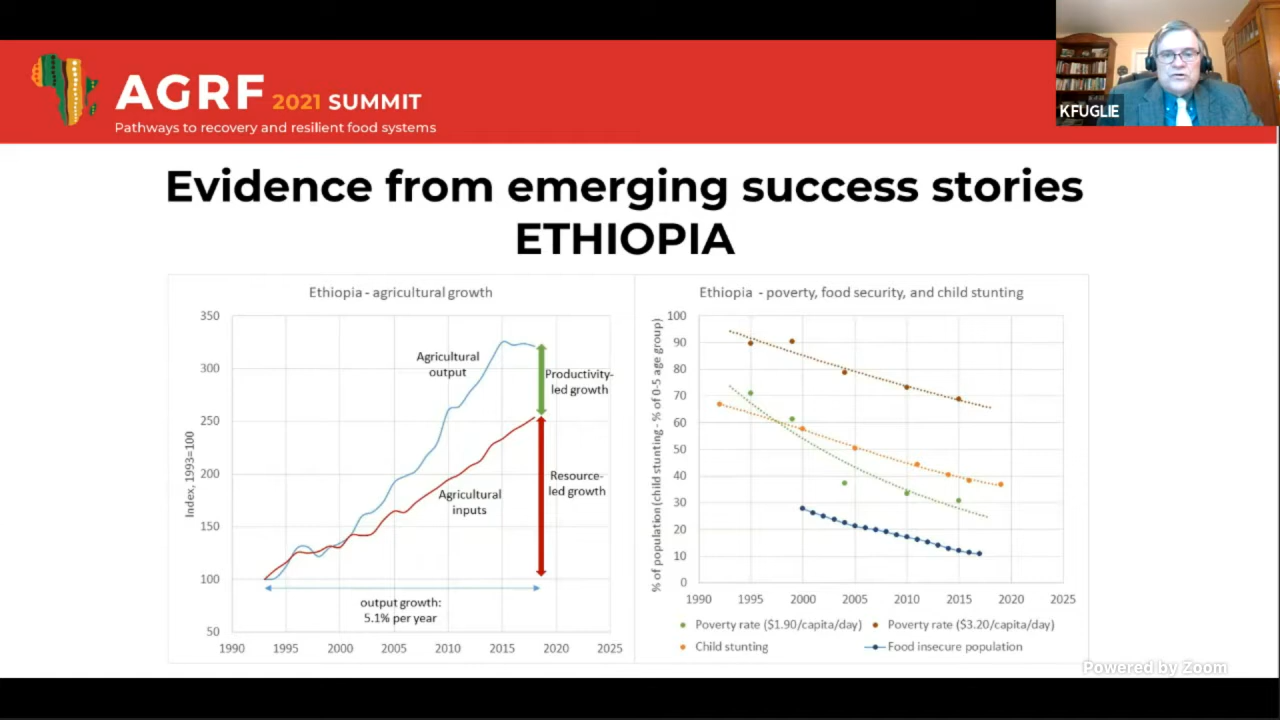 AGRF 2021 SUMMIT
Pathways to recovery and resilient food systems
KFUGLIE
Evidence from emerging success stories
ETHIOPIA
Ethiopia - agricultural growth
Index, 1993=100
350
300
250
200
150
100
50
Agricultural
output
Productivity-
led growth
Agricultural
inputs
Resource-
led growth
output growth:
5.1% per year
1990 1995 2000 2005 2010 2015 2020 2025
Ethiopia - poverty, food security, and child stunting
% of population (child stunting - % of 0-5 age group)
100
90
80
70
60
50
40
30
20
10
0
1990 1995 2000 2005 2010 2015 2020 2025
Poverty rate ($1.90/capita/day) Poverty rate ($3.20/capita/day)
Child stunting Food insecure population
Powered by Zoom